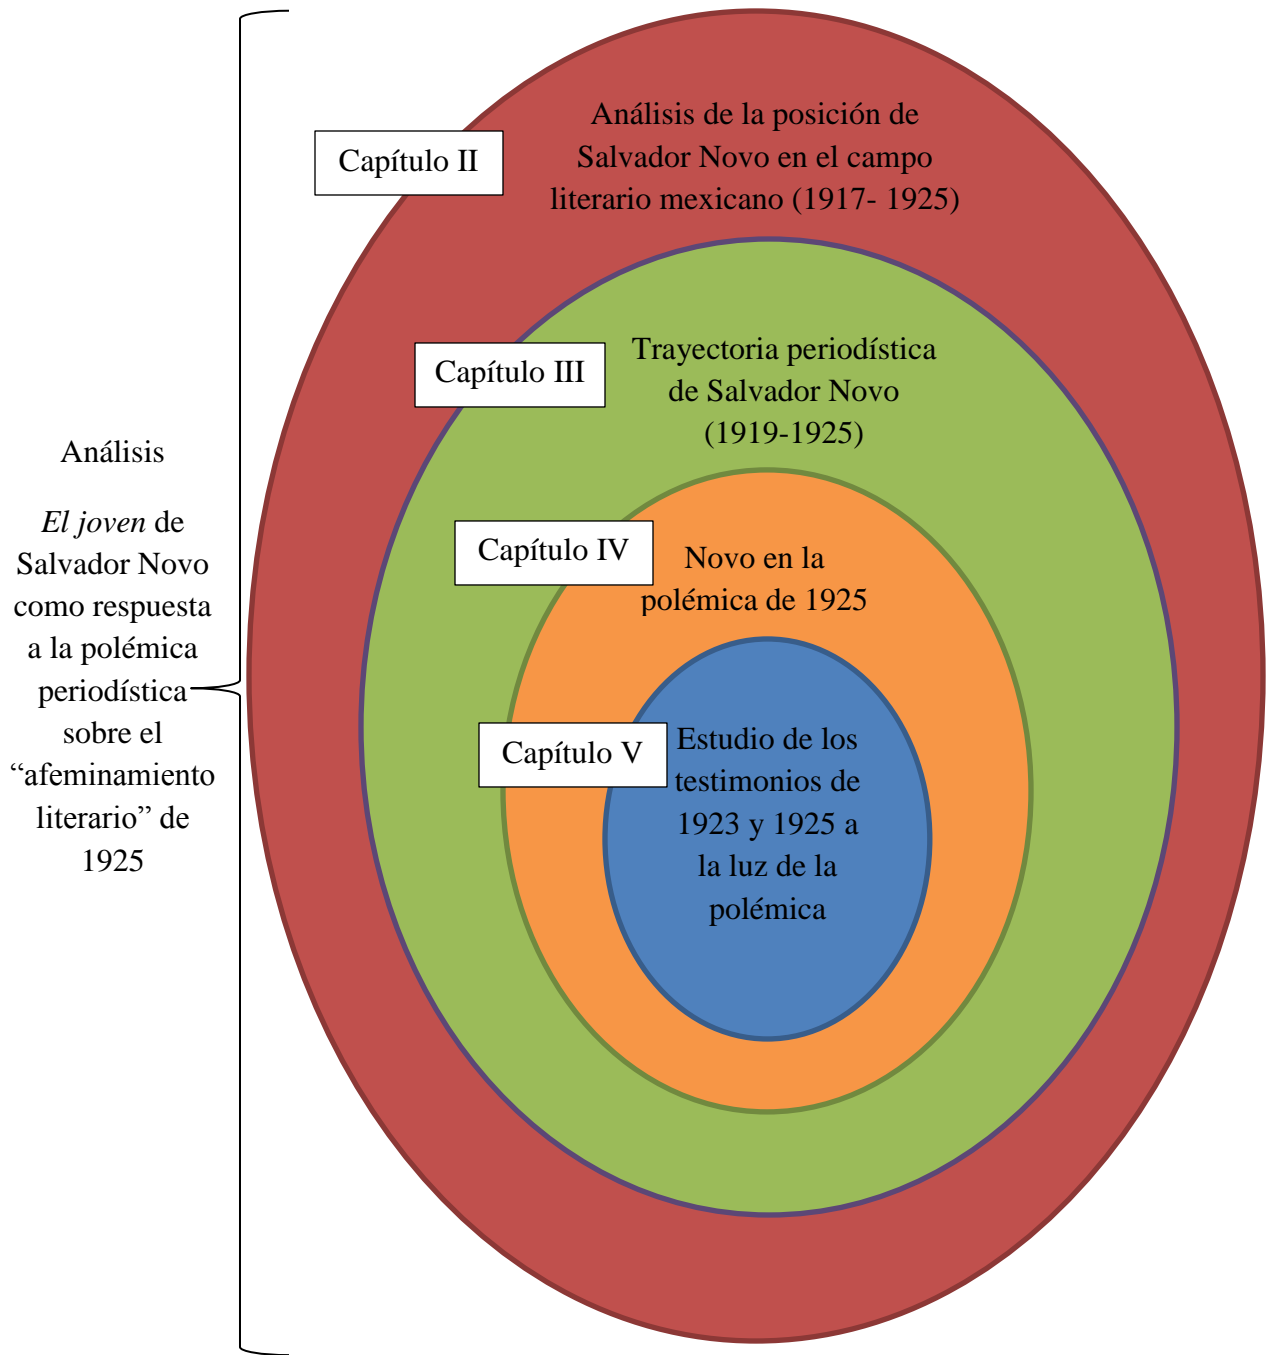 Análisis
El joven de
Salvador Novo
como respuesta
a la polémica
periodística
sobre el
“afeminamiento
literario” de
1925
Capítulo II
Análisis de la posición de
Salvador Novo en el campo
literario mexicano (1917- 1925)
Capítulo III
Trayectoria periodística
de Salvador Novo
(1919-1925)
Capítulo IV
Novo en la
polémica de 1925
Capítulo V
Estudio de los
testimonios de
1923 y 1925 a
la luz de la
polémica